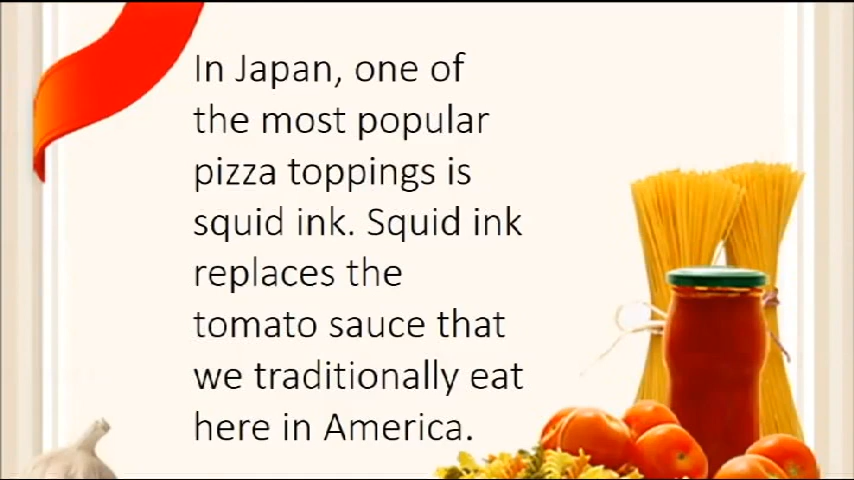 In Japan, one of
the most popular
pizza toppings is
squid ink. Squid ink
replaces the
tomato sauce that
we traditionally eat
here in America.